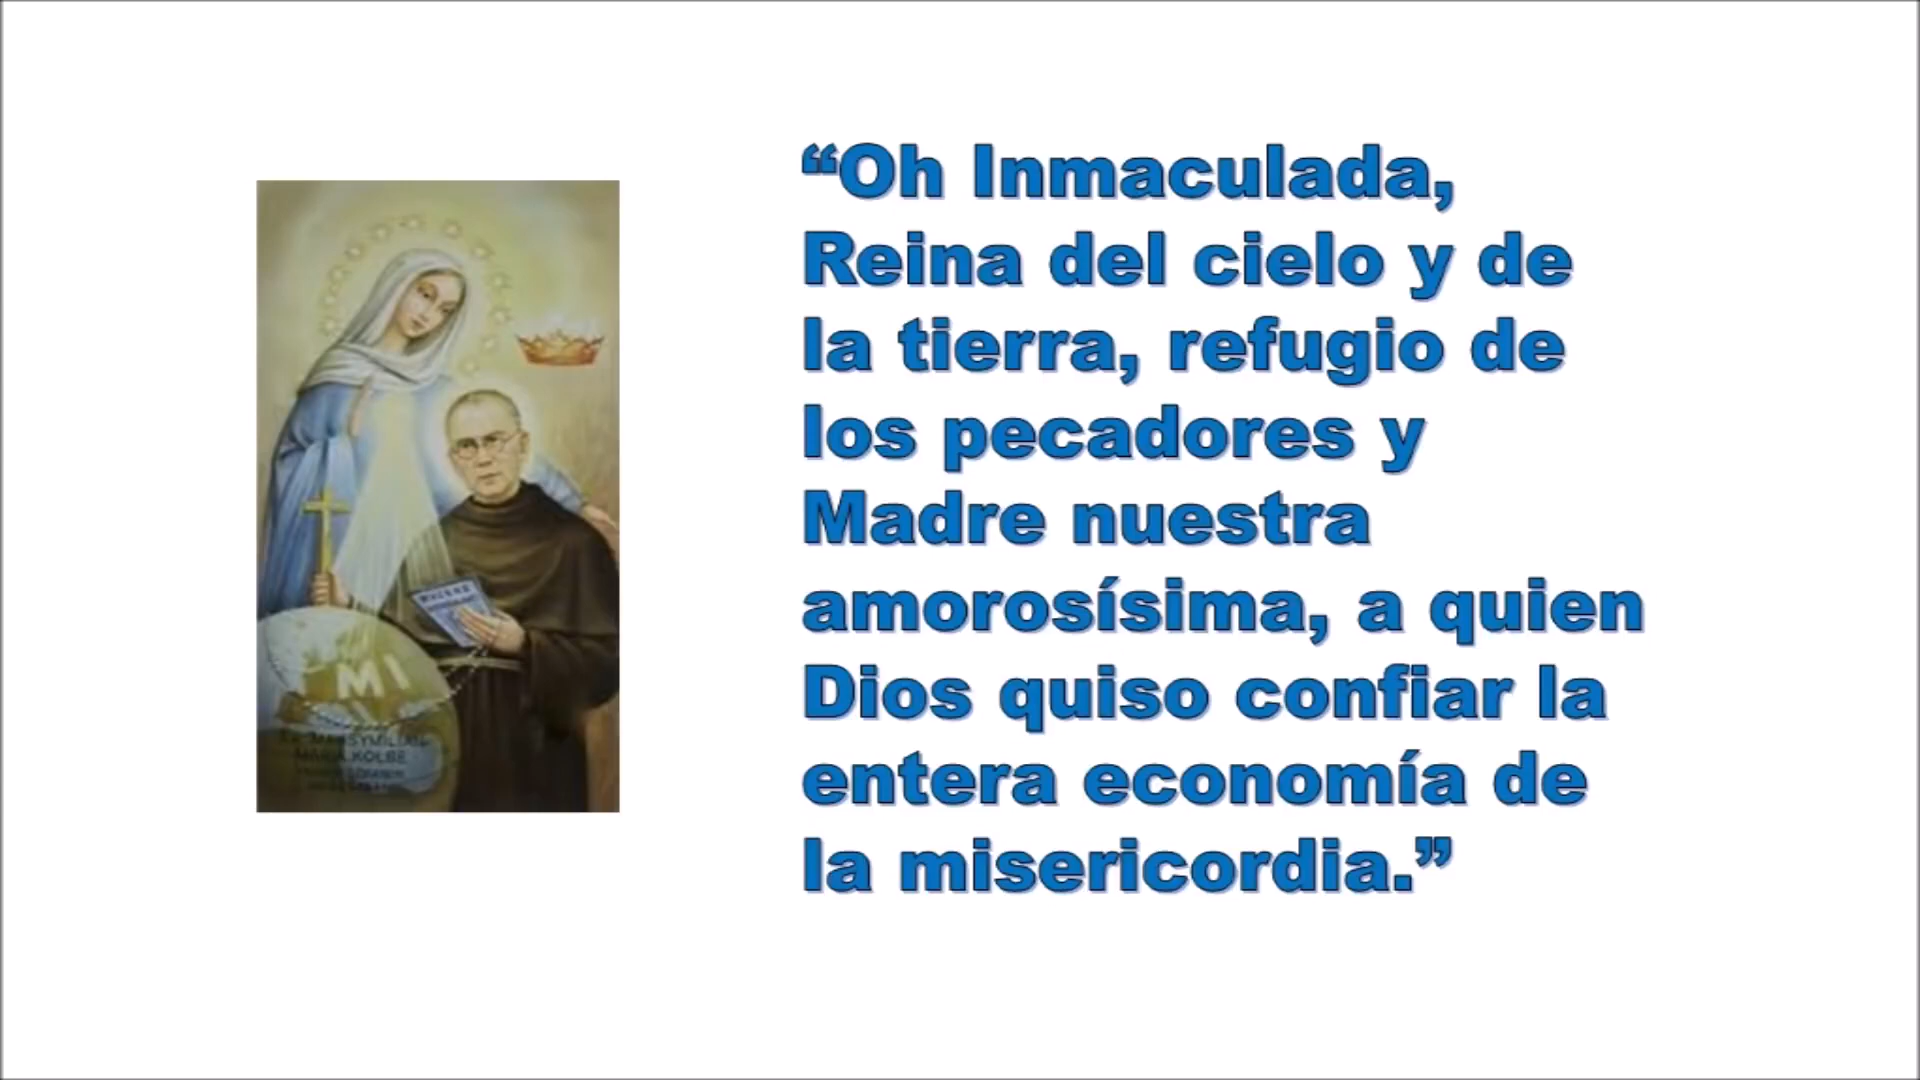 “Oh Inmaculada,
Reina del cielo y de
la tierra, refugio de
los pecadores y
Madre nuestra
amorosísima, a quien
Dios quiso confiar la
entera economía de
la misericordia.”
MI
MAKSYMILIAN
MARIA KOLBE